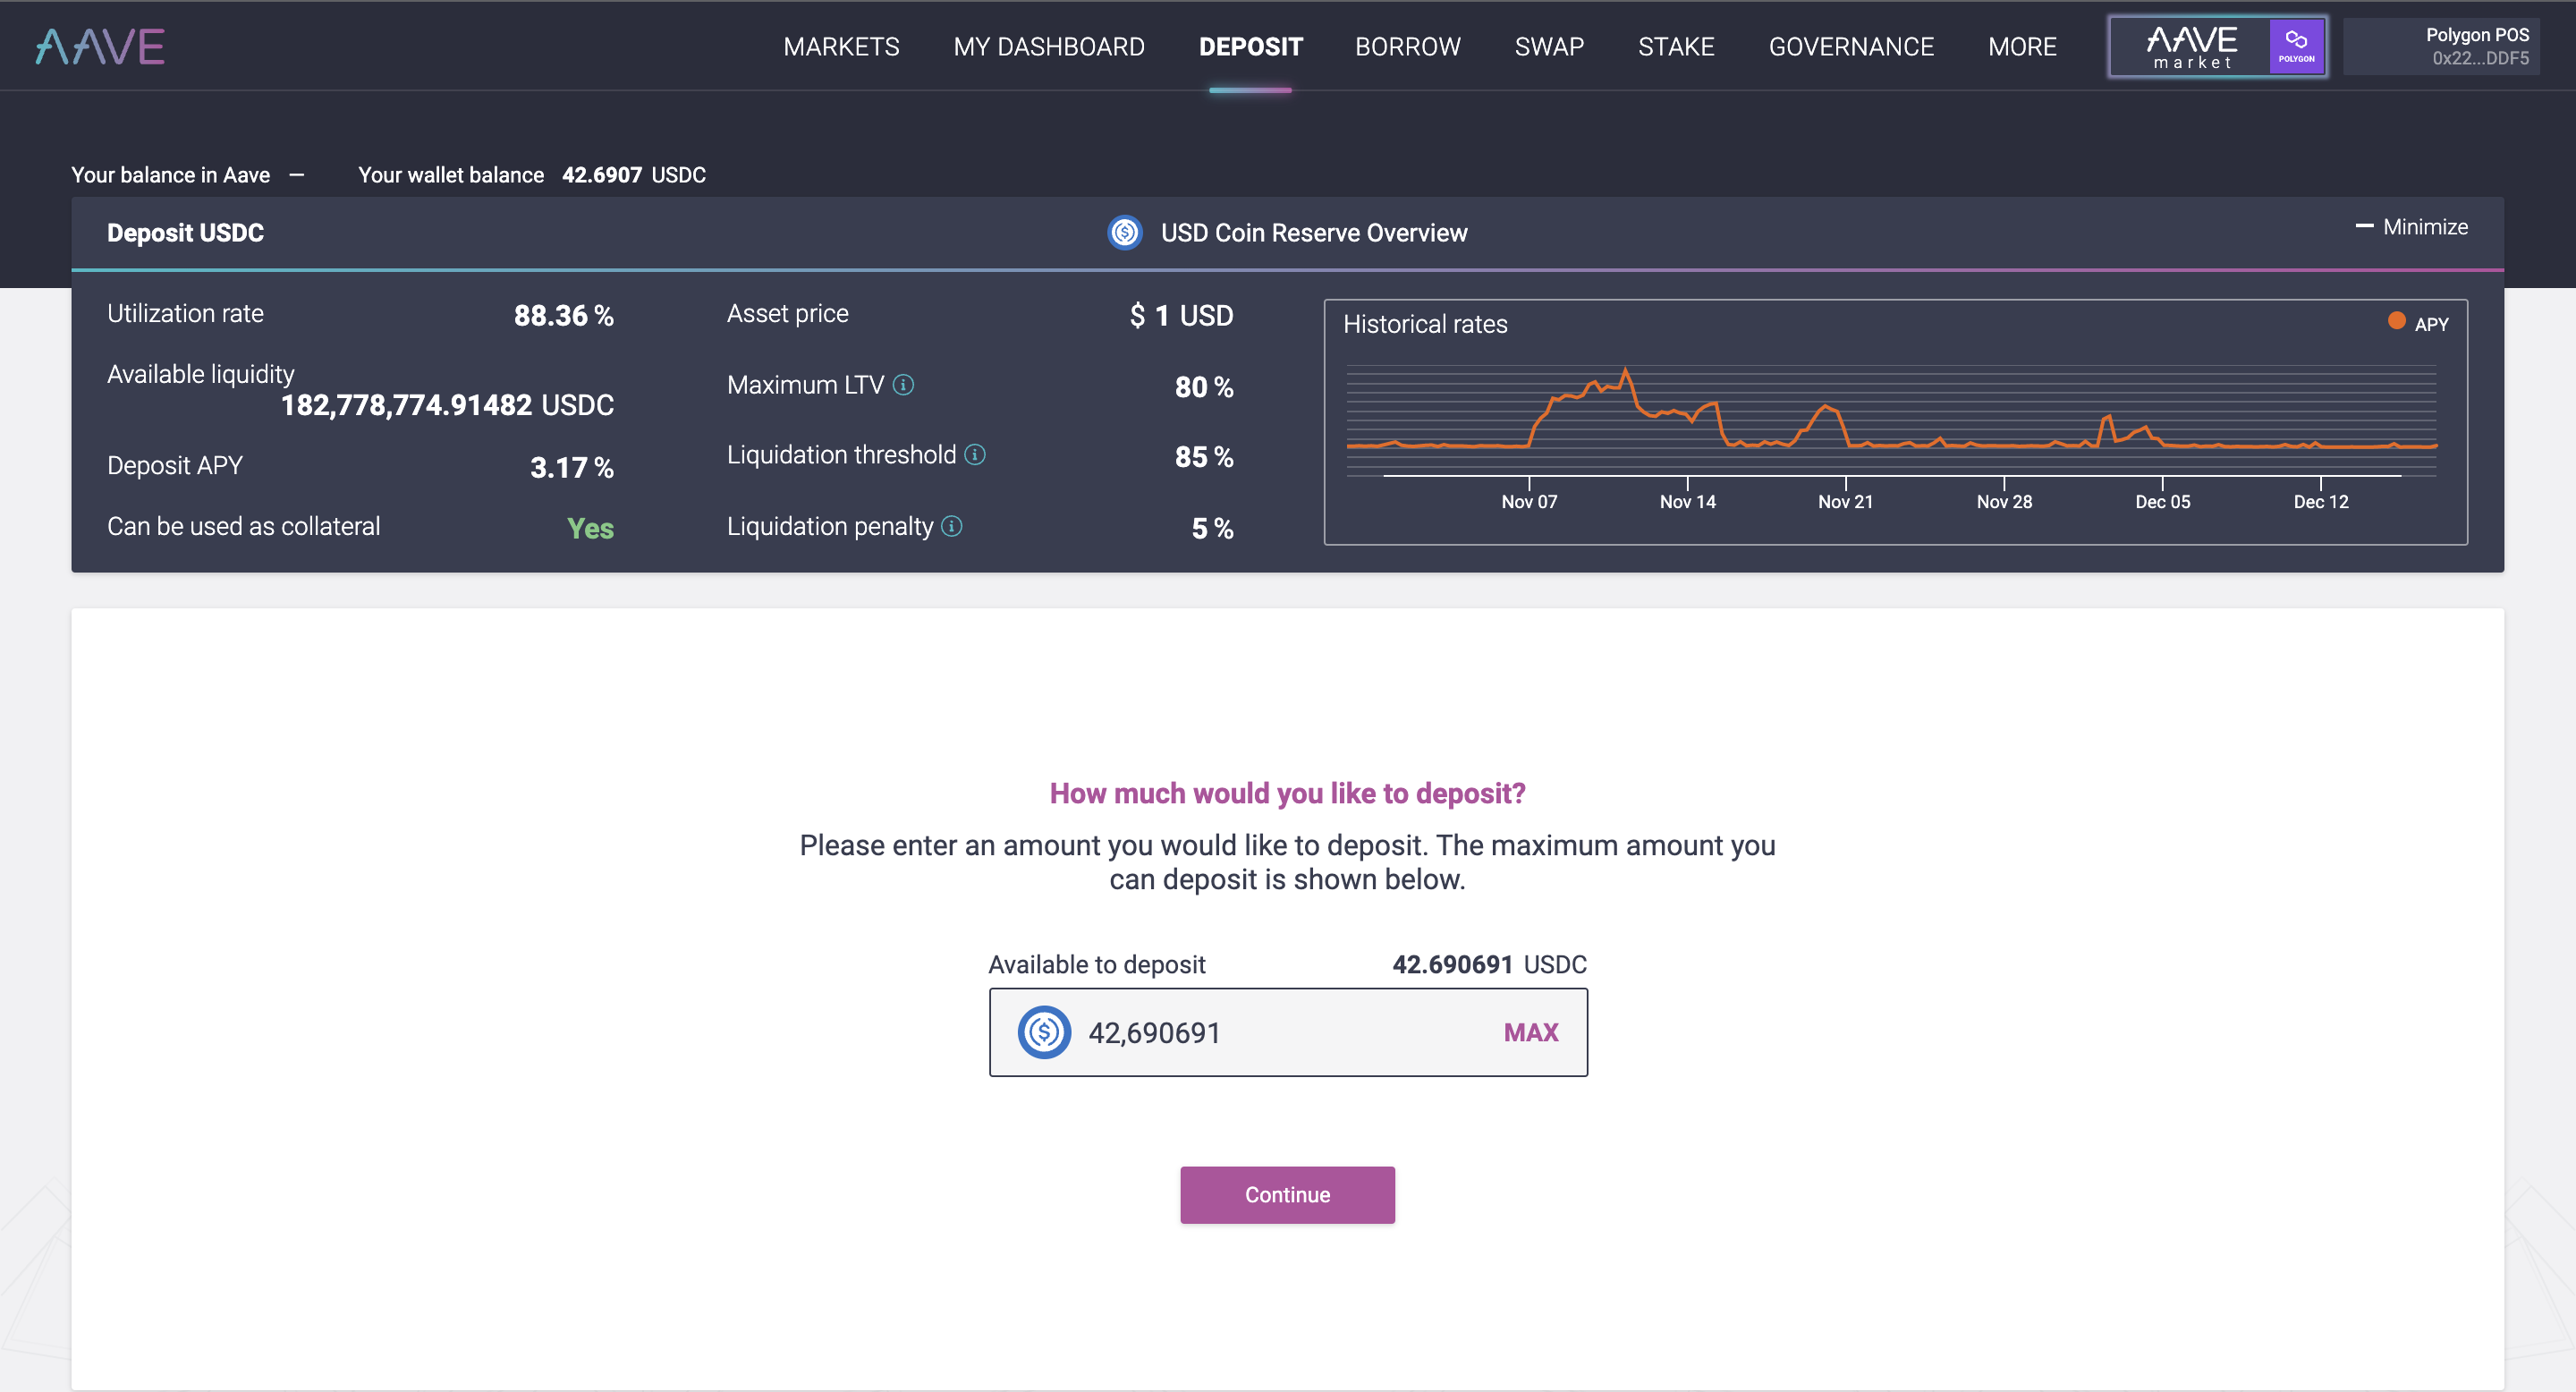 AAVE
MARKETS MY DASHBOARD DEPOSIT BORROW SWAP STAKE GOVERNANCE MORE
AAVE
market
POLYGON
Polygon POS
0x22...DDF5
Your balance in Aave — Your wallet balance 42.6907 USDC
Deposit USDC
USD Coin Reserve Overview
— Minimize
Utilization rate 88.36 %
Available liquidity
182,778,774.91482 USDC
Deposit APY 3.17 %
Can be used as collateral Yes
Asset price $ 1 USD
Maximum LTV 80 %
Liquidation threshold 85 %
Liquidation penalty 5 %
Historical rates
APY
Nov 07 Nov 14 Nov 21 Nov 28 Dec 05 Dec 12
How much would you like to deposit?
Please enter an amount you would like to deposit. The maximum amount you
can deposit is shown below.
Available to deposit 42.690691 USDC
42,690691 MAX
Continue